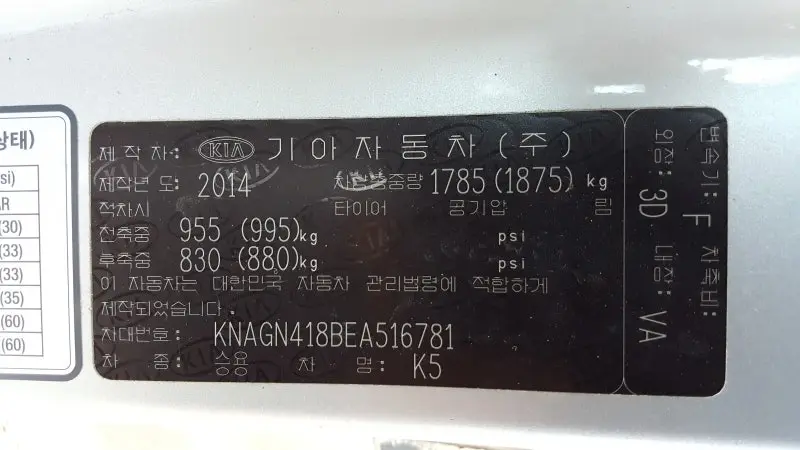 상태)
si)
AR
(30)
(33)
(33)
(35)
(60)
(60)
제작자: KIA 기아자동차(주)
제작년도: 2014 차량총중량 1785(1875) kg
적차시 타이어 공기압 림
전축중 955 (995)kg psi
후축중 830 (880)kg psi
이 자동차는 대한민국 자동차 관리법령에 적합하게
제작되었습니다.
차대번호: KNAGN418BEA516781
차 종: 승용 차 명: K5
변속기: F 차축비:
외장: 3D 내장: VA